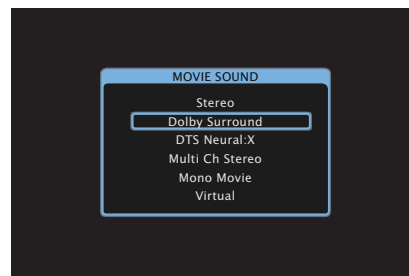 MOVIE SOUND
Stereo
Dolby Surround
DTS Neural:X
Multi Ch Stereo
Mono Movie
Virtual